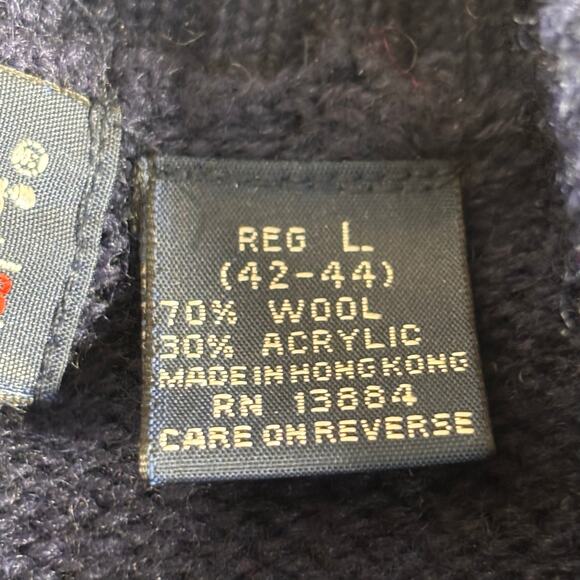 REG L.
(42-44)
70% WOOL
30% ACRYLIC
MADE IN HONG KONG
RN 13884
CARE ON REVERSE